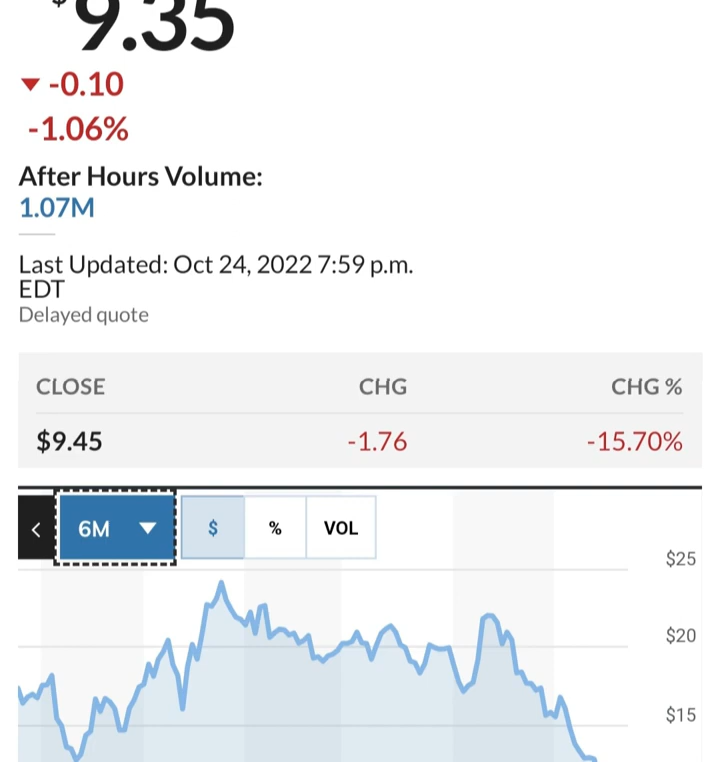 $9.35
-0.10
-1.06%
After Hours Volume:
1.07M
Last Updated: Oct 24, 2022 7:59 p.m.
EDT
Delayed quote
CLOSE CHG CHG %
$9.45 -1.76 -15.70%
6M $ % VOL
$25
$20
$15